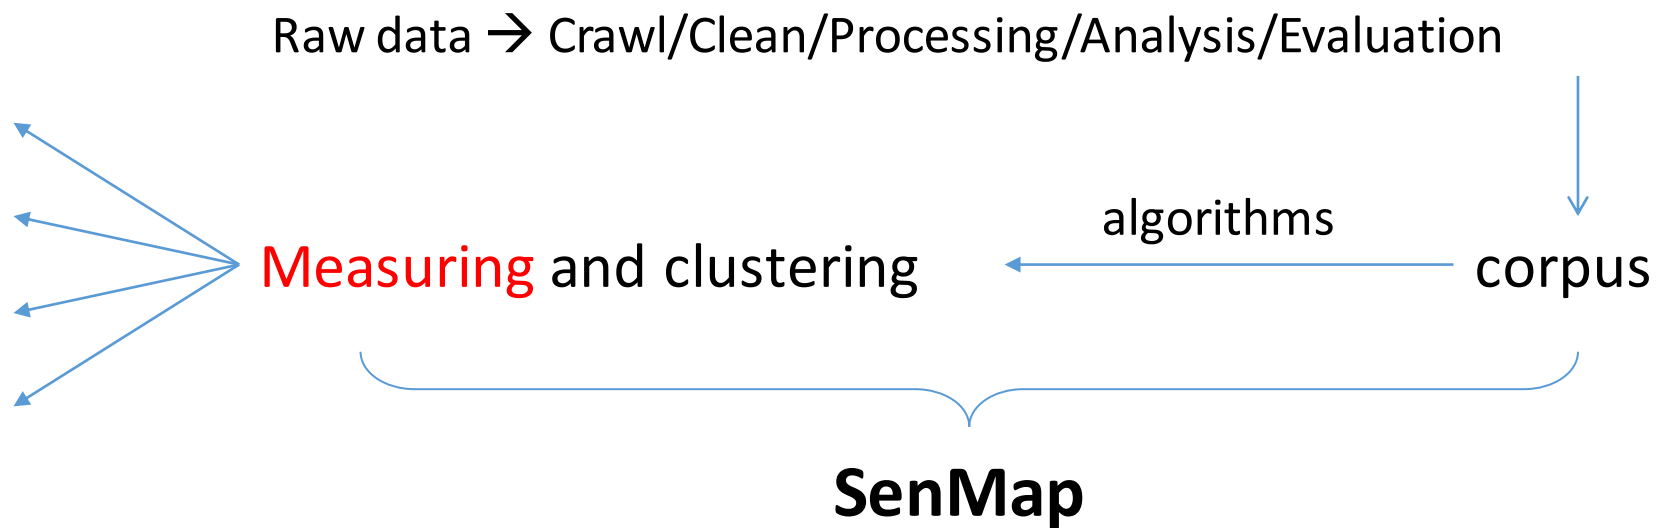 Raw data → Crawl/Clean/Processing/Analysis/Evaluation
algorithms
Measuring and clustering
corpus
SenMap